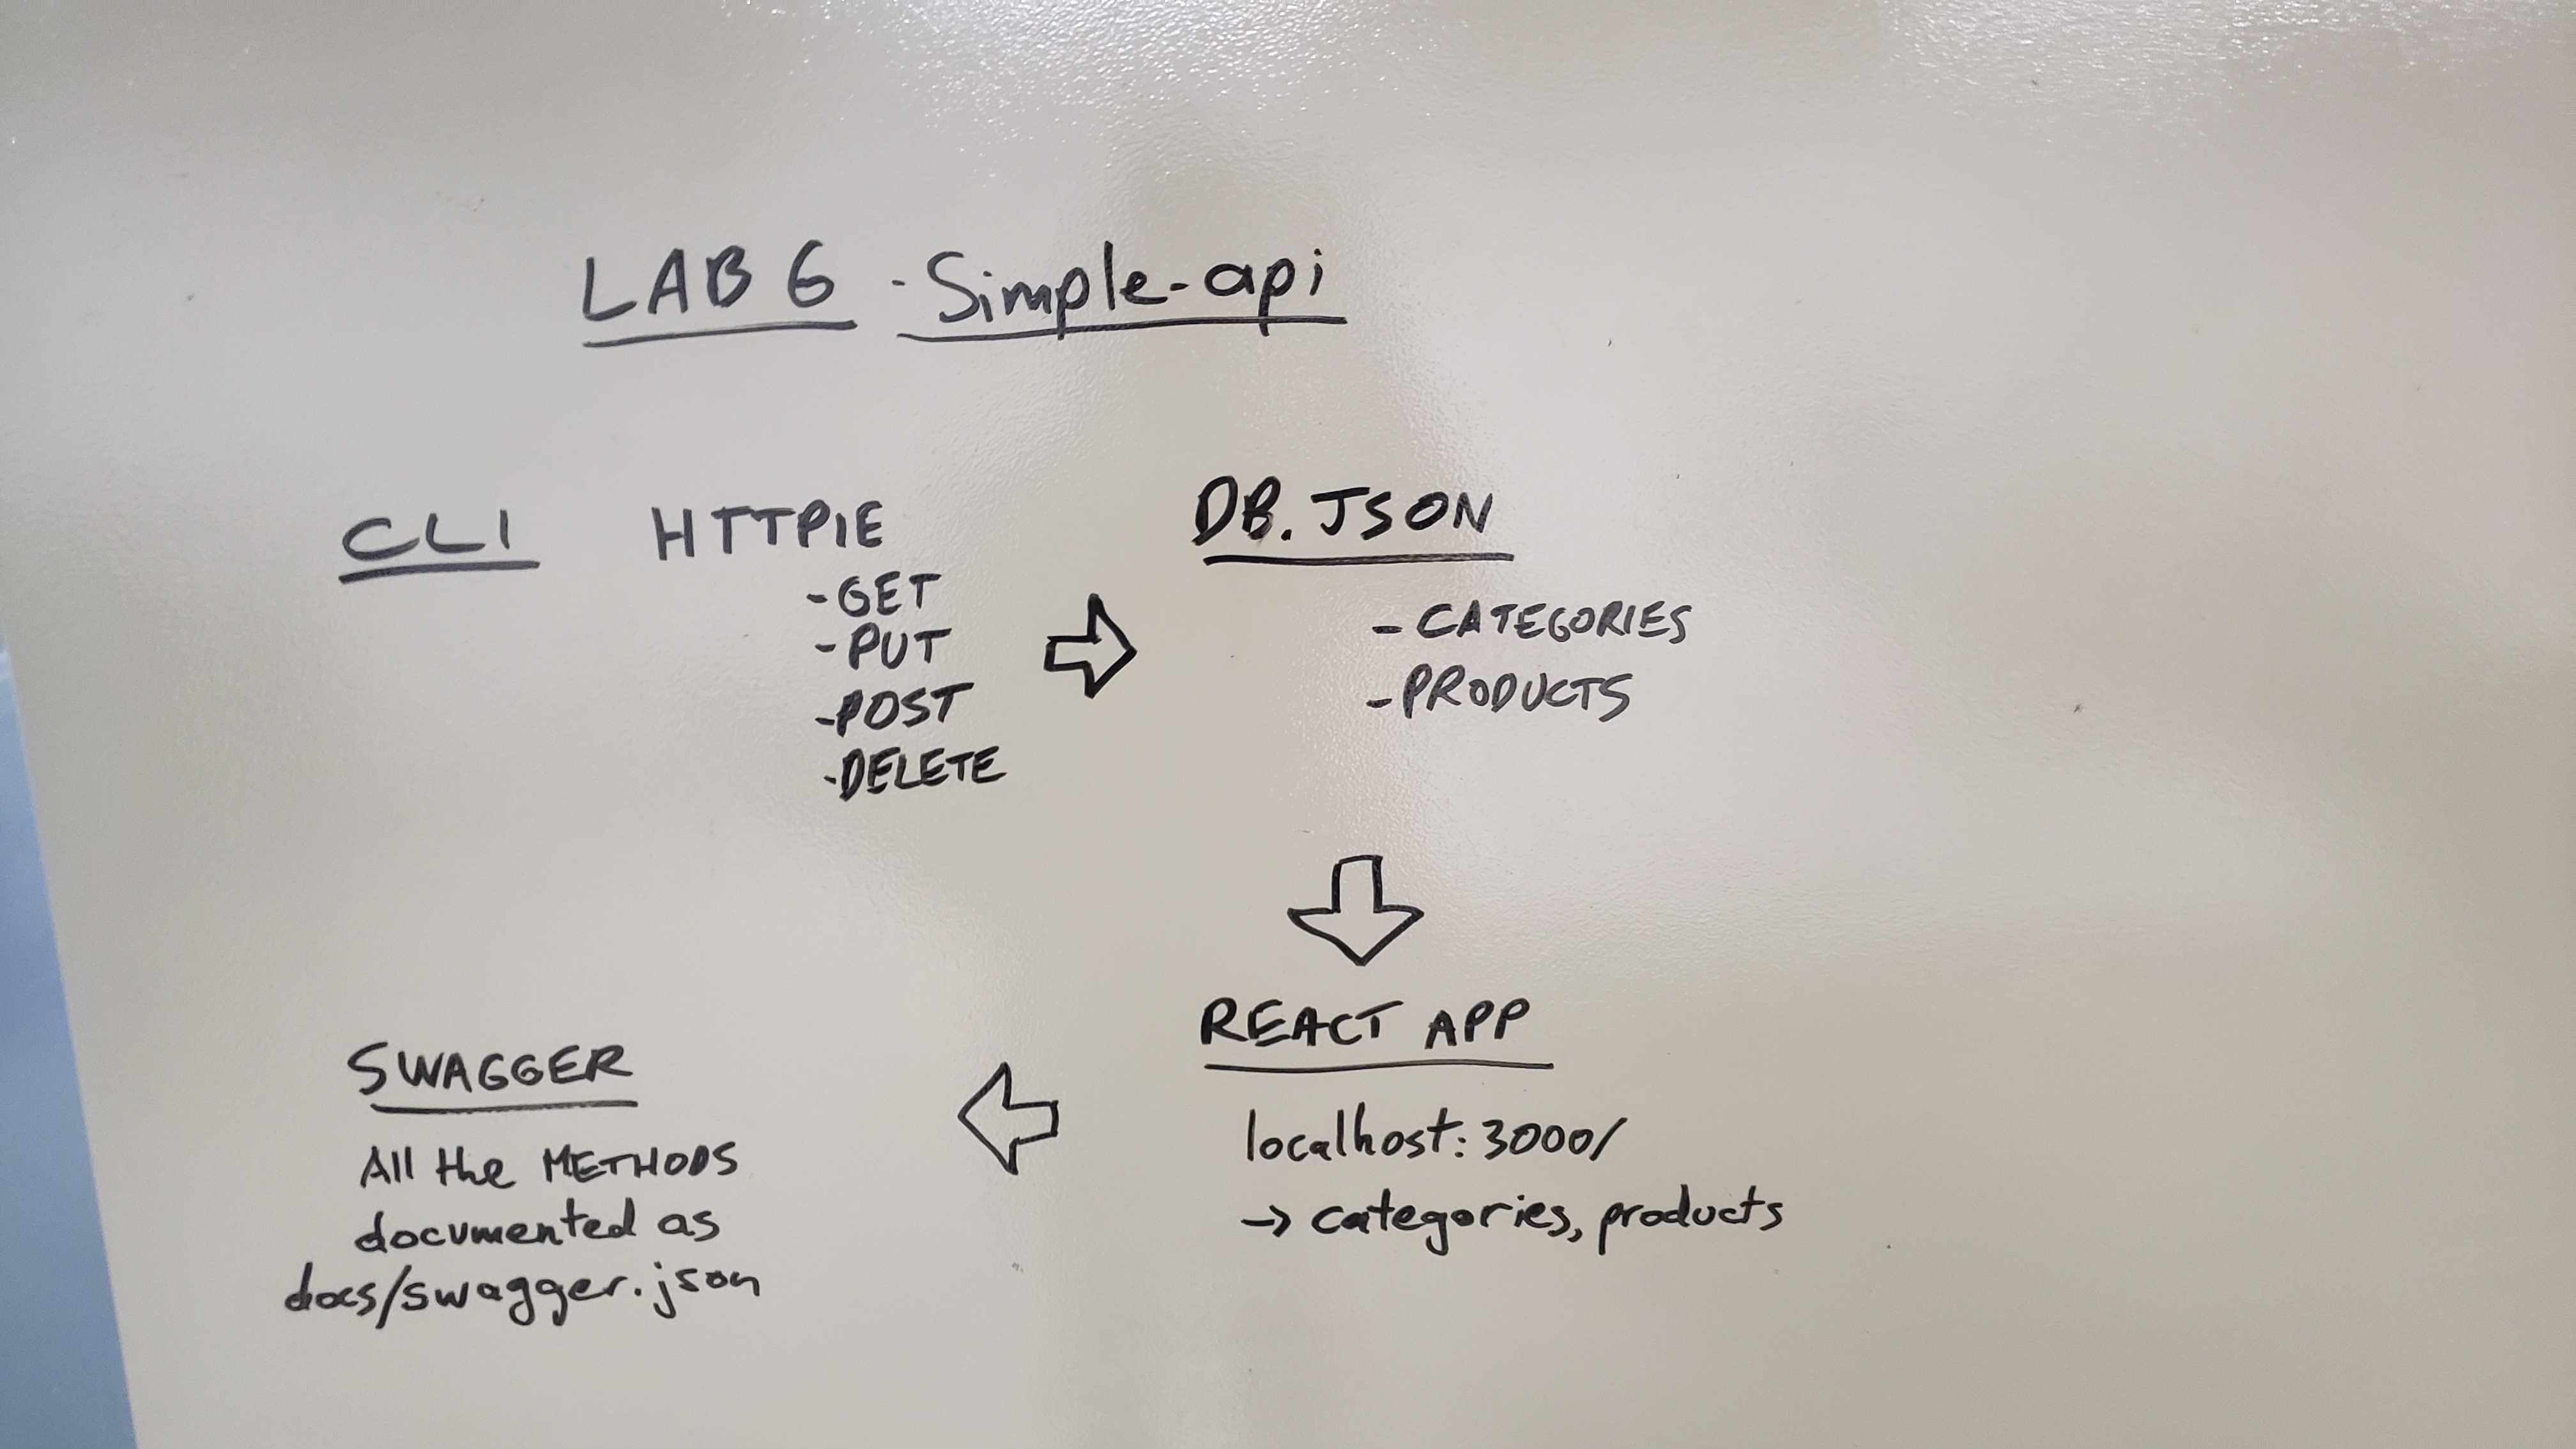 LAB 6 - Simple-api
CLI HTTPIE
-GET
-PUT
-POST
-DELETE
DB.JSON
-CATEGORIES
-PRODUCTS
REACT APP
localhost:3000/
→ categories, products
SWAGGER
All the METHODS
documented as
docs/swagger.json